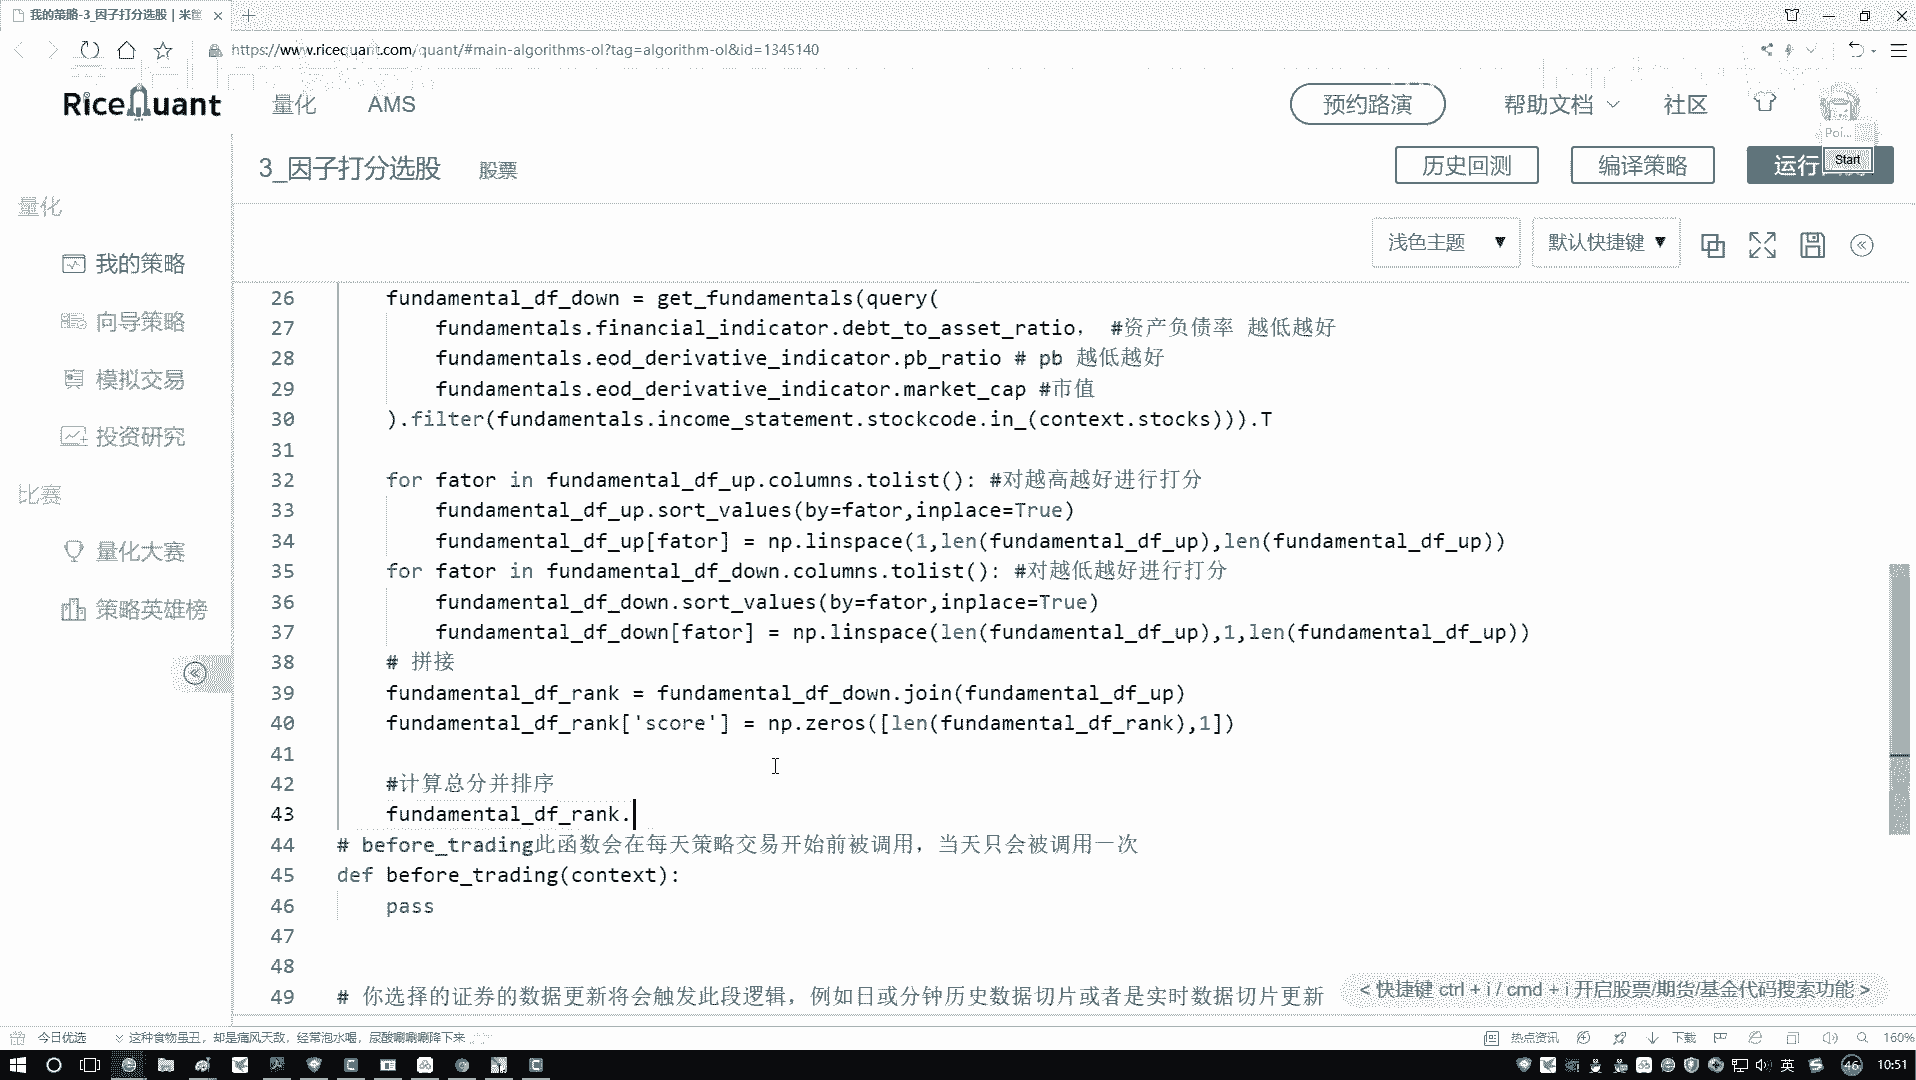 我的策略-3_因子打分选股 | 米筐
https://www.ricequant.com/quant/#main-algorithms-ol?tag=algorithm-ol&id=1345140
RiceQuant 量化 AMS 预约路演 帮助文档 社区
Poi...
Start
3_因子打分选股 股票 历史回测 编译策略 运行
量化
我的策略
向导策略
模拟交易
投资研究
比赛
量化大赛
策略英雄榜
浅色主题 ▼ 默认快捷键 ▼
26 fundamental_df_down = get_fundamentals(query(
27 fundamentals.financial_indicator.debt_to_asset_ratio， #资产负债率 越低越好
28 fundamentals.eod_derivative_indicator.pb_ratio # pb 越低越好
29 fundamentals.eod_derivative_indicator.market_cap #市值
30 ).filter(fundamentals.income_statement.stockcode.in_(context.stocks))).T
31
32 for fator in fundamental_df_up.columns.tolist(): #对越高越好进行打分
33 fundamental_df_up.sort_values(by=fator,inplace=True)
34 fundamental_df_up[fator] = np.linspace(1,len(fundamental_df_up),len(fundamental_df_up))
35 for fator in fundamental_df_down.columns.tolist(): #对越低越好进行打分
36 fundamental_df_down.sort_values(by=fator,inplace=True)
37 fundamental_df_down[fator] = np.linspace(len(fundamental_df_up),1,len(fundamental_df_up))
38 # 拼接
39 fundamental_df_rank = fundamental_df_down.join(fundamental_df_up)
40 fundamental_df_rank['score'] = np.zeros([len(fundamental_df_rank),1])
41
42 #计算总分并排序
43 fundamental_df_rank.
44 # before_trading此函数会在每天策略交易开始前被调用，当天只会被调用一次
45 def before_trading(context):
46 pass
47
48
49 # 你选择的证券的数据更新将会触发此段逻辑，例如日或分钟历史数据切片或者是实时数据切片更新
< 快捷键 ctrl + i / cmd + i 开启股票/期货/基金代码搜索功能 >
今日优选 这种食物虽丑，却是痛风天敌，经常泡水喝，尿酸唰唰唰降下来 热点资讯 下载 160%
英 46 10:51